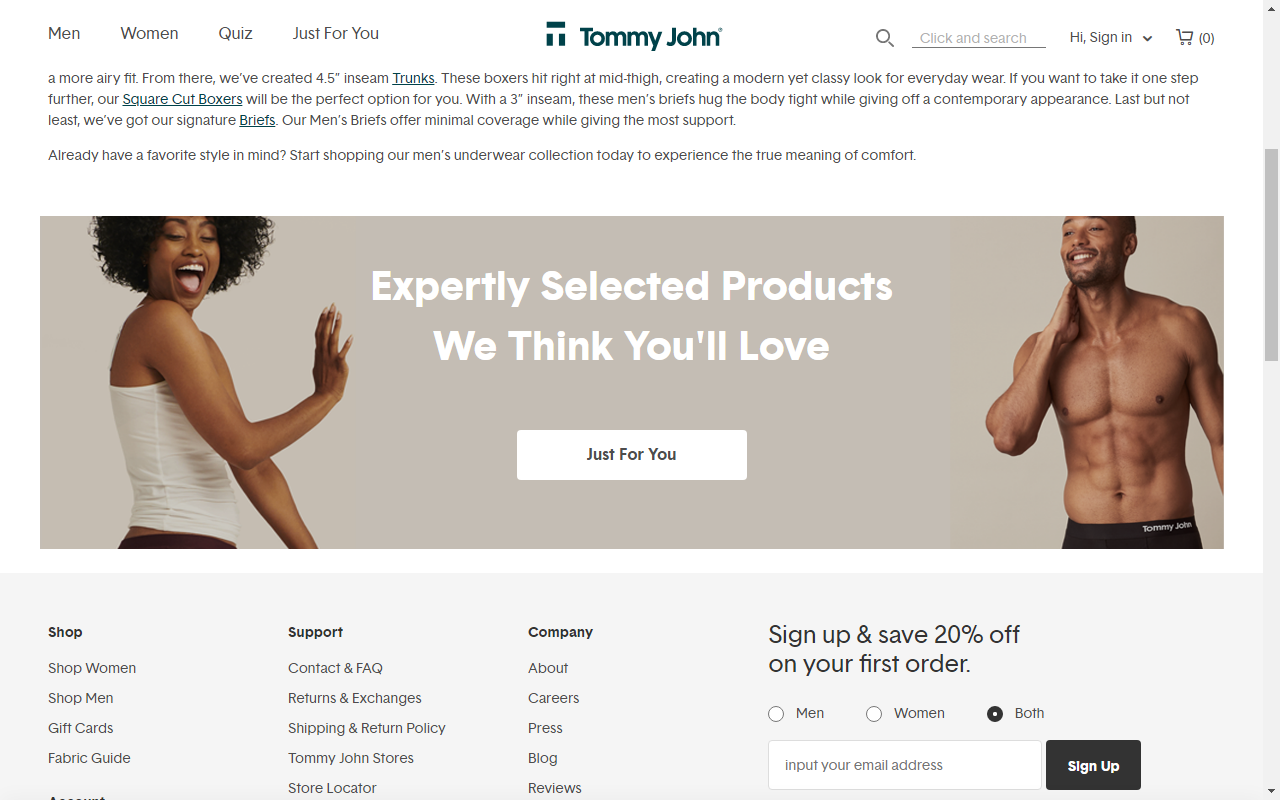 Men Women Quiz Just For You Tommy John Click and search Hi, Sign in (0)
a more airy fit. From there, we've created 4.5" inseam Trunks. These boxers hit right at mid-thigh, creating a modern yet classy look for everyday wear. If you want to take it one step
further, our Square Cut Boxers will be the perfect option for you. With a 3" inseam, these men's briefs hug the body tight while giving off a contemporary appearance. Last but not
least, we've got our signature Briefs. Our Men's Briefs offer minimal coverage while giving the most support.
Already have a favorite style in mind? Start shopping our men's underwear collection today to experience the true meaning of comfort.
Expertly Selected Products
We Think You'll Love
Just For You
Tommy John
Shop
Shop Women
Shop Men
Gift Cards
Fabric Guide
Account
Support
Contact & FAQ
Returns & Exchanges
Shipping & Return Policy
Tommy John Stores
Store Locator
Company
About
Careers
Press
Blog
Reviews
Sign up & save 20% off
on your first order.
Men Women Both
input your email address Sign Up